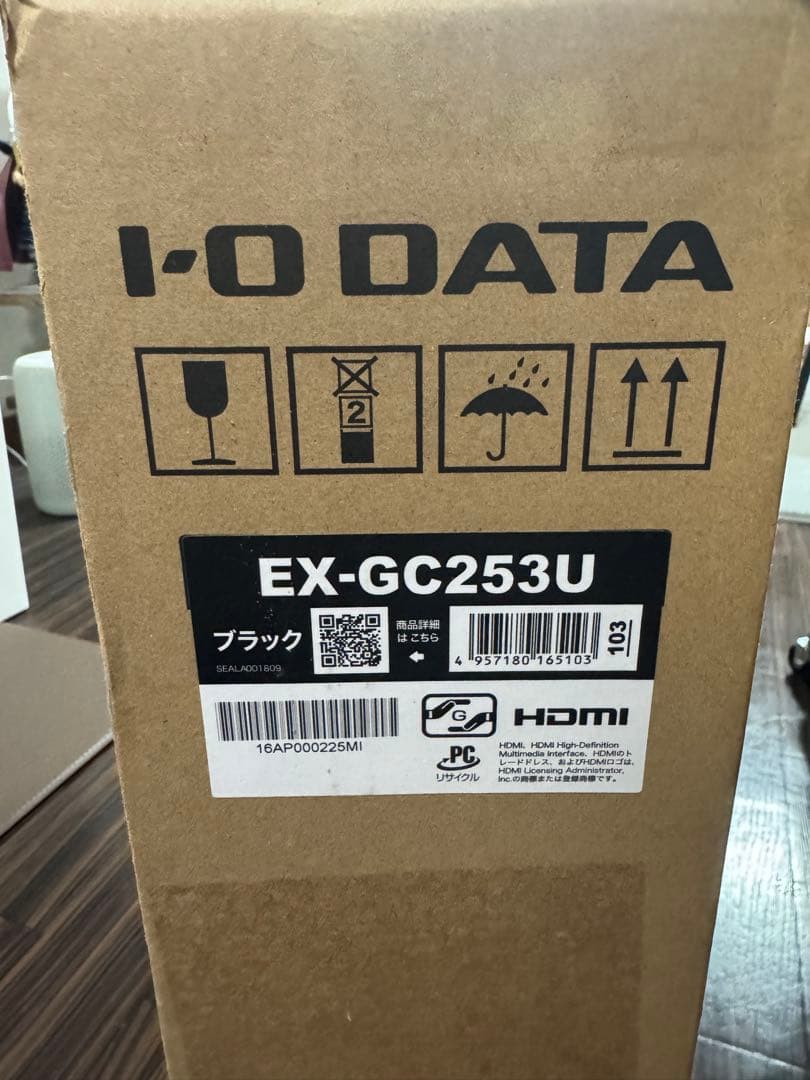 I-O DATA
2
EX-GC253U
ブラック
商品詳細
はこちら
SEALA001809
4 957180 165103
103
16AP000225MI
G
HDMI
PC
リサイクル
HDMI、HDMI High-Definition
Multimedia Interface、HDMIのト
レードドレス、およびHDMIロゴは、
HDMI Licensing Administrator,
Inc.の商標または登録商標です。